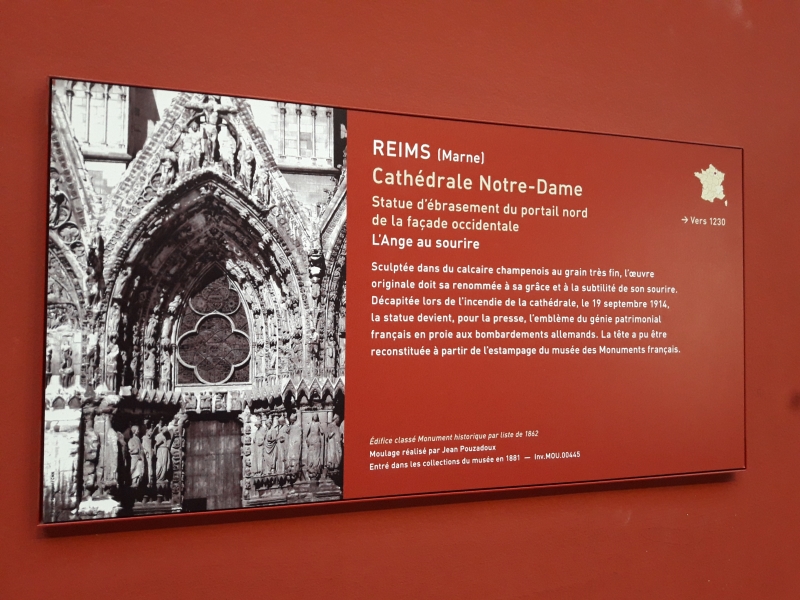 REIMS (Marne)
Cathédrale Notre-Dame
Statue d'ébrasement du portail nord
de la façade occidentale
L'Ange au sourire
→ Vers 1230
Sculptée dans du calcaire champenois au grain très fin, l'œuvre
originale doit sa renommée à sa grâce et à la subtilité de son sourire.
Décapitée lors de l'incendie de la cathédrale, le 19 septembre 1914,
la statue devient, pour la presse, l'emblème du génie patrimonial
français en proie aux bombardements allemands. La tête a pu être
reconstituée à partir de l'estampage du musée des Monuments français.
Édifice classé Monument historique par liste de 1862
Moulage réalisé par Jean Pouzadoux
Entré dans les collections du musée en 1881 — Inv.MOU.00445